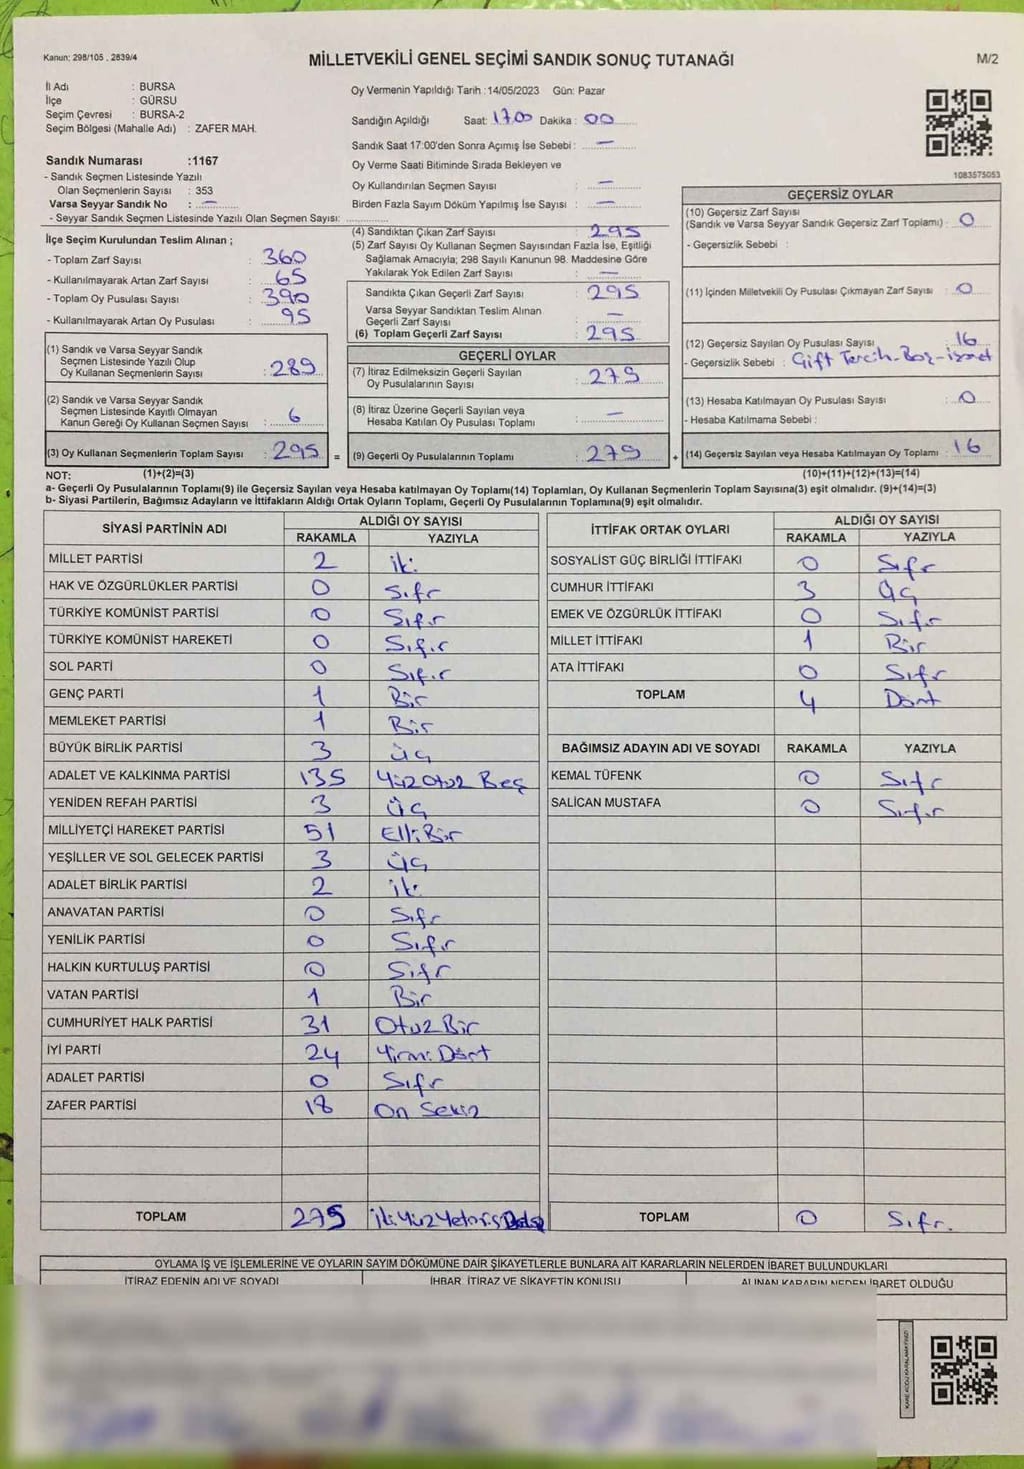 Kanun: 298/105 . 2839/4
MİLLETVEKİLİ GENEL SEÇİMİ SANDIK SONUÇ TUTANAĞI
M/2
İl Adı : BURSA
İlçe : GÜRSU
Seçim Çevresi : BURSA-2
Seçim Bölgesi (Mahalle Adı) : ZAFER MAH.
Sandık Numarası :1167
- Sandık Seçmen Listesinde Yazılı
Olan Seçmenlerin Sayısı : 353
Varsa Seyyar Sandık No : —
- Seyyar Sandık Seçmen Listesinde Yazılı Olan Seçmen Sayısı:
Oy Vermenin Yapıldığı Tarih :14/05/2023 Gün: Pazar
Sandığın Açıldığı Saat: 17.00 Dakika : 00
Sandık Saat 17:00'den Sonra Açımış İse Sebebi : —
Oy Verme Saati Bitiminde Sırada Bekleyen ve
Oy Kullandırılan Seçmen Sayısı : —
Birden Fazla Sayım Döküm Yapılmış İse Sayısı : —
1083575053
İlçe Seçim Kurulundan Teslim Alınan ;
- Toplam Zarf Sayısı : 360
- Kullanılmayarak Artan Zarf Sayısı : 65
- Toplam Oy Pusulası Sayısı : 390
- Kullanılmayarak Artan Oy Pusulası : 95
(1) Sandık ve Varsa Seyyar Sandık
Seçmen Listesinde Yazılı Olup
Oy Kullanan Seçmenlerin Sayısı : 289
(2) Sandık ve Varsa Seyyar Sandık
Seçmen Listesinde Kayıtlı Olmayan
Kanun Gereği Oy Kullanan Seçmen Sayısı : 6
(3) Oy Kullanan Seçmenlerin Toplam Sayısı : 295 =
(4) Sandıktan Çıkan Zarf Sayısı : 295
(5) Zarf Sayısı Oy Kullanan Seçmen Sayısından Fazla İse, Eşitliği
Sağlamak Amacıyla; 298 Sayılı Kanunun 98. Maddesine Göre
Yakılarak Yok Edilen Zarf Sayısı : —
Sandıkta Çıkan Geçerli Zarf Sayısı : 295
Varsa Seyyar Sandıktan Teslim Alınan
Geçerli Zarf Sayısı : —
(6) Toplam Geçerli Zarf Sayısı : 295
GEÇERLİ OYLAR
(7) İtiraz Edilmeksizin Geçerli Sayılan
Oy Pusulalarının Sayısı : 279
(8) İtiraz Üzerine Geçerli Sayılan veya
Hesaba Katılan Oy Pusulası Toplamı : —
(9) Geçerli Oy Pusulalarının Toplamı : 279 +
GEÇERSİZ OYLAR
(10) Geçersiz Zarf Sayısı
(Sandık ve Varsa Seyyar Sandık Geçersiz Zarf Toplamı) : 0
- Geçersizlik Sebebi :
(11) İçinden Milletvekili Oy Pusulası Çıkmayan Zarf Sayısı : 0
(12) Geçersiz Sayılan Oy Pusulası Sayısı : 16
- Geçersizlik Sebebi : Çift Tercih-Boş-
(13) Hesaba Katılmayan Oy Pusulası Sayısı : 0
- Hesaba Katılmama Sebebi :
(14) Geçersiz Sayılan veya Hesaba Katılmayan Oy Toplamı : 16
NOT: (1)+(2)=(3) (10)+(11)+(12)+(13)=(14)
a- Geçerli Oy Pusulalarının Toplamı(9) ile Geçersiz Sayılan veya Hesaba katılmayan Oy Toplamı(14) Toplamları, Oy Kullanan Seçmenlerin Toplam Sayısına(3) eşit olmalıdır. (9)+(14)=(3)
b- Siyasi Partilerin, Bağımsız Adayların ve İttifakların Aldığı Ortak Oyların Toplamı, Geçerli Oy Pusulalarının Toplamına(9) eşit olmalıdır.
SİYASİ PARTİNİN ADI ALDIĞI OY SAYISI
RAKAMLA YAZIYLA
MİLLET PARTİSİ 2 iki
HAK VE ÖZGÜRLÜKLER PARTİSİ 0 Sıfır
TÜRKİYE KOMÜNİST PARTİSİ 0 Sıfır
TÜRKİYE KOMÜNİST HAREKETİ 0 Sıfır
SOL PARTİ 0 Sıfır
GENÇ PARTİ 1 Bir
MEMLEKET PARTİSİ 1 Bir
BÜYÜK BİRLİK PARTİSİ 3 üç
ADALET VE KALKINMA PARTİSİ 135 Yüz Otuz Beş
YENİDEN REFAH PARTİSİ 3 üç
MİLLİYETÇİ HAREKET PARTİSİ 51 Elli Bir
YEŞİLLER VE SOL GELECEK PARTİSİ 3 üç
ADALET BİRLİK PARTİSİ 2 iki
ANAVATAN PARTİSİ 0 Sıfır
YENİLİK PARTİSİ 0 Sıfır
HALKIN KURTULUŞ PARTİSİ 0 Sıfır
VATAN PARTİSİ 1 Bir
CUMHURİYET HALK PARTİSİ 31 Otuz Bir
İYİ PARTİ 24 Yirmi Dört
ADALET PARTİSİ 0 Sıfır
ZAFER PARTİSİ 18 On Sekiz
TOPLAM 275 iki Yüz
İTTİFAK ORTAK OYLARI ALDIĞI OY SAYISI
RAKAMLA YAZIYLA
SOSYALİST GÜÇ BİRLİĞİ İTTİFAKI 0 Sıfır
CUMHUR İTTİFAKI 3 üç
EMEK VE ÖZGÜRLÜK İTTİFAKI 0 Sıfır
MİLLET İTTİFAKI 1 Bir
ATA İTTİFAKI 0 Sıfır
TOPLAM 4 Dört
BAĞIMSIZ ADAYIN ADI VE SOYADI RAKAMLA YAZIYLA
KEMAL TÜFENK 0 Sıfır
SALİCAN MUSTAFA 0 Sıfır
TOPLAM 0 Sıfır.
OYLAMA İŞ VE İŞLEMLERİNE VE OYLARIN SAYIM DÖKÜMÜNE DAİR ŞİKAYETLERLE BUNLARA AİT KARARLARIN NELERDEN İBARET BULUNDUKLARI
İTİRAZ EDENİN ADI VE SOYADI İHBAR İTİRAZ VE ŞİKAYETİN KONUSU ALINAN KARARIN NEDEN İBARET OLDUĞU